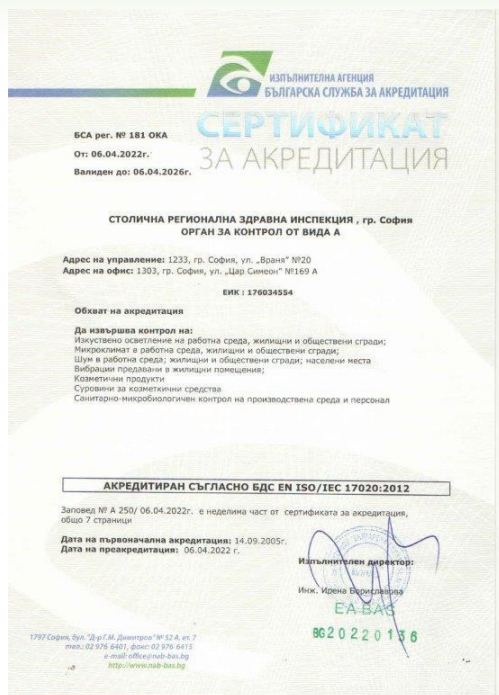 ИЗПЪЛНИТЕЛНА АГЕНЦИЯ
БЪЛГАРСКА СЛУЖБА ЗА АКРЕДИТАЦИЯ
СЕРТИФИКАТ
ЗА АКРЕДИТАЦИЯ
БСА рег. № 181 ОКА
От: 06.04.2022г.
Валиден до: 06.04.2026г.
СТОЛИЧНА РЕГИОНАЛНА ЗДРАВНА ИНСПЕКЦИЯ , гр. София
ОРГАН ЗА КОНТРОЛ ОТ ВИДА А
Адрес на управление: 1233, гр. София, ул. „Враня" №20
Адрес на офис: 1303, гр. София, ул. „Цар Симеон" №169 А
ЕИК : 176034554
Обхват на акредитация
Да извършва контрол на:
Изкуствено осветление на работна среда, жилищни и обществени сгради;
Микроклимат в работна среда, жилищни и обществени сгради;
Шум в работна среда; жилищни и обществени сгради; населени места
Вибрации предавани в жилищни помещения;
Козметични продукти
Суровини за козметкични средства
Санитарно-микробиологичен контрол на производствена среда и персонал
АКРЕДИТИРАН СЪГЛАСНО БДС EN ISO/IEC 17020:2012
Заповед № А 250/ 06.04.2022г. е неделима част от сертификата за акредитация,
общо 7 страници
Дата на първоначална акредитация: 14.09.2005г.
Дата на преакредитация: 06.04.2022 г.
Изпълнителен директор:
Инж. Ирена Бориславова
EA BAS
BG20220136
1797 София, бул. "Д-р Г.М. Димитров" № 52 А, ет. 7
тел.: 02 976 6401, факс: 02 976 6415
e-mail: office@nab-bas.bg
http://www.nab-bas.bg